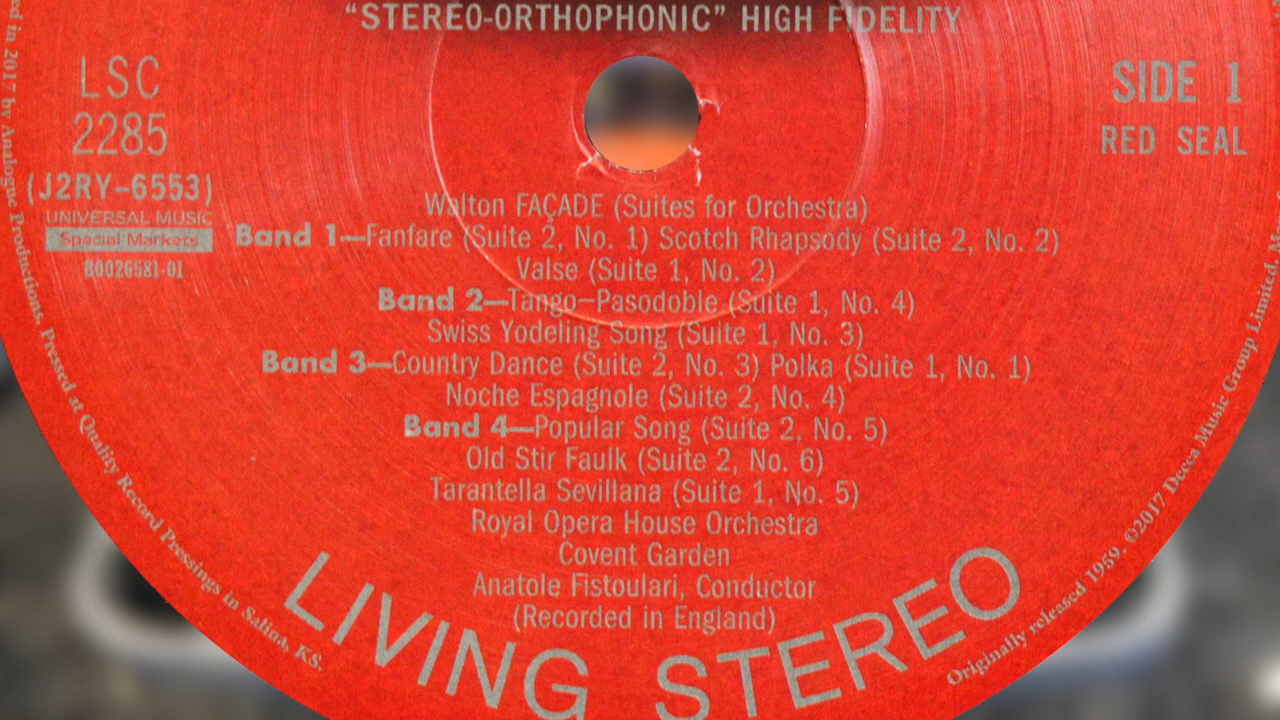 “STEREO-ORTHOPHONIC” HIGH FIDELITY
LSC
2285
(J2RY-6553)
UNIVERSAL MUSIC
Special Markets
B0026581-01
SIDE 1
RED SEAL
Walton FAÇADE (Suites for Orchestra)
Band 1—Fanfare (Suite 2, No. 1) Scotch Rhapsody (Suite 2, No. 2)
Valse (Suite 1, No. 2)
Band 2—Tango—Pasodoble (Suite 1, No. 4)
Swiss Yodeling Song (Suite 1, No. 3)
Band 3—Country Dance (Suite 2, No. 3) Polka (Suite 1, No. 1)
Noche Espagnole (Suite 2, No. 4)
Band 4—Popular Song (Suite 2, No. 5)
Old Stir Faulk (Suite 2, No. 6)
Tarantella Sevillana (Suite 1, No. 5)
Royal Opera House Orchestra
Covent Garden
Anatole Fistoulari, Conductor
(Recorded in England)
LIVING STEREO
in 2017 by Analogue Productions, Pressed at Quality Record Pressings in Salina, KS.
Originally released 1959. ©2017 Decca Music Group Limited,